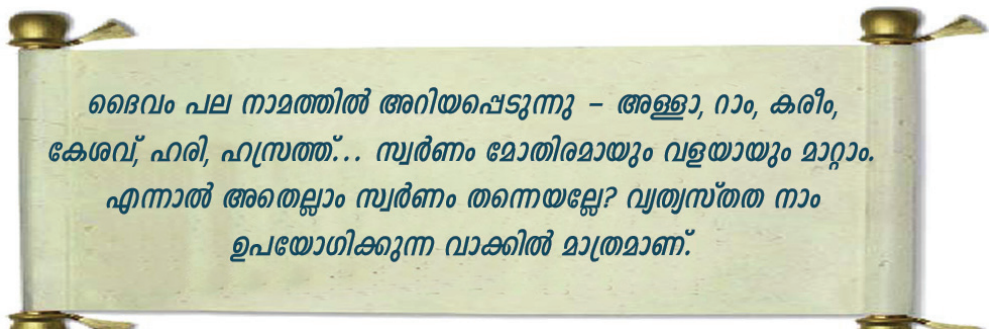 ദൈവം പല നാമത്തിൽ അറിയപ്പെടുന്നു – അള്ളാ, റാം, കരീം,
കേശവ്, ഹരി, ഹസ്രത്ത്... സ്വർണം മോതിരമായും വളയായും മാറ്റാം.
എന്നാൽ അതെല്ലാം സ്വർണം തന്നെയല്ലേ? വ്യത്യസ്തത നാം
ഉപയോഗിക്കുന്ന വാക്കിൽ മാത്രമാണ്.